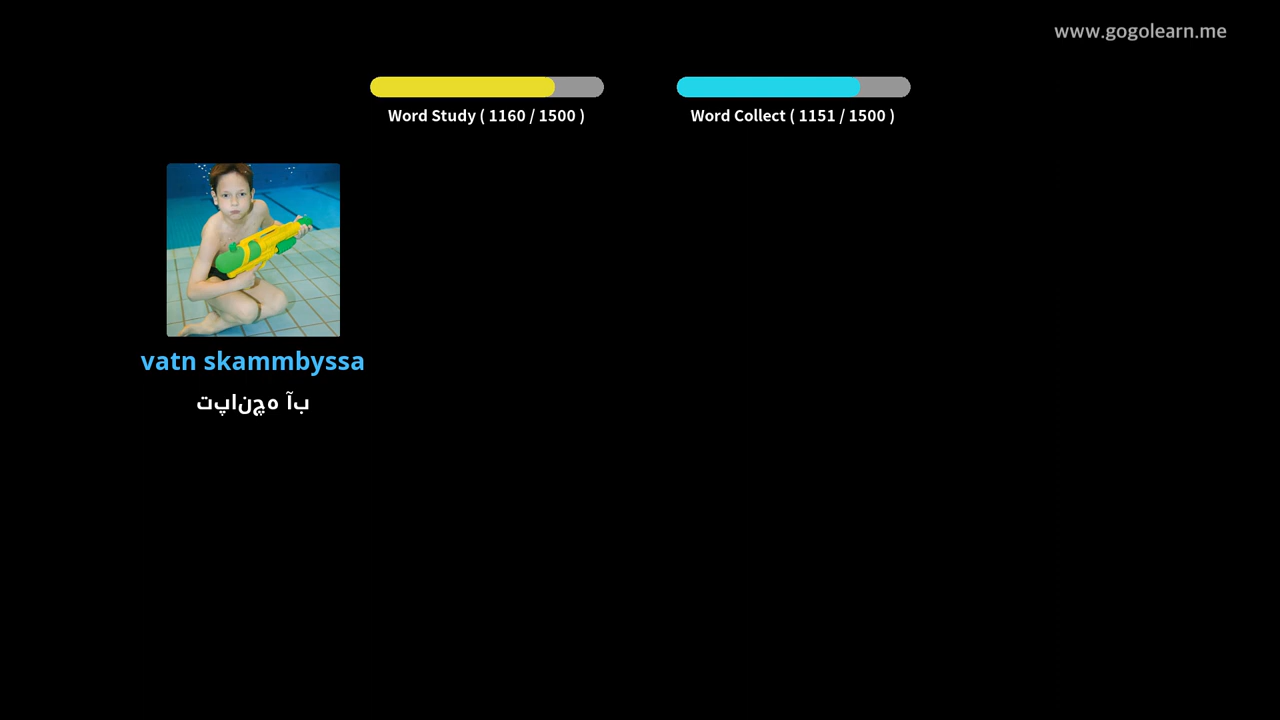 www.gogolearn.me
Word Study ( 1160 / 1500 )
Word Collect ( 1151 / 1500 )
vatn skammbyssa
بآ هچناپت